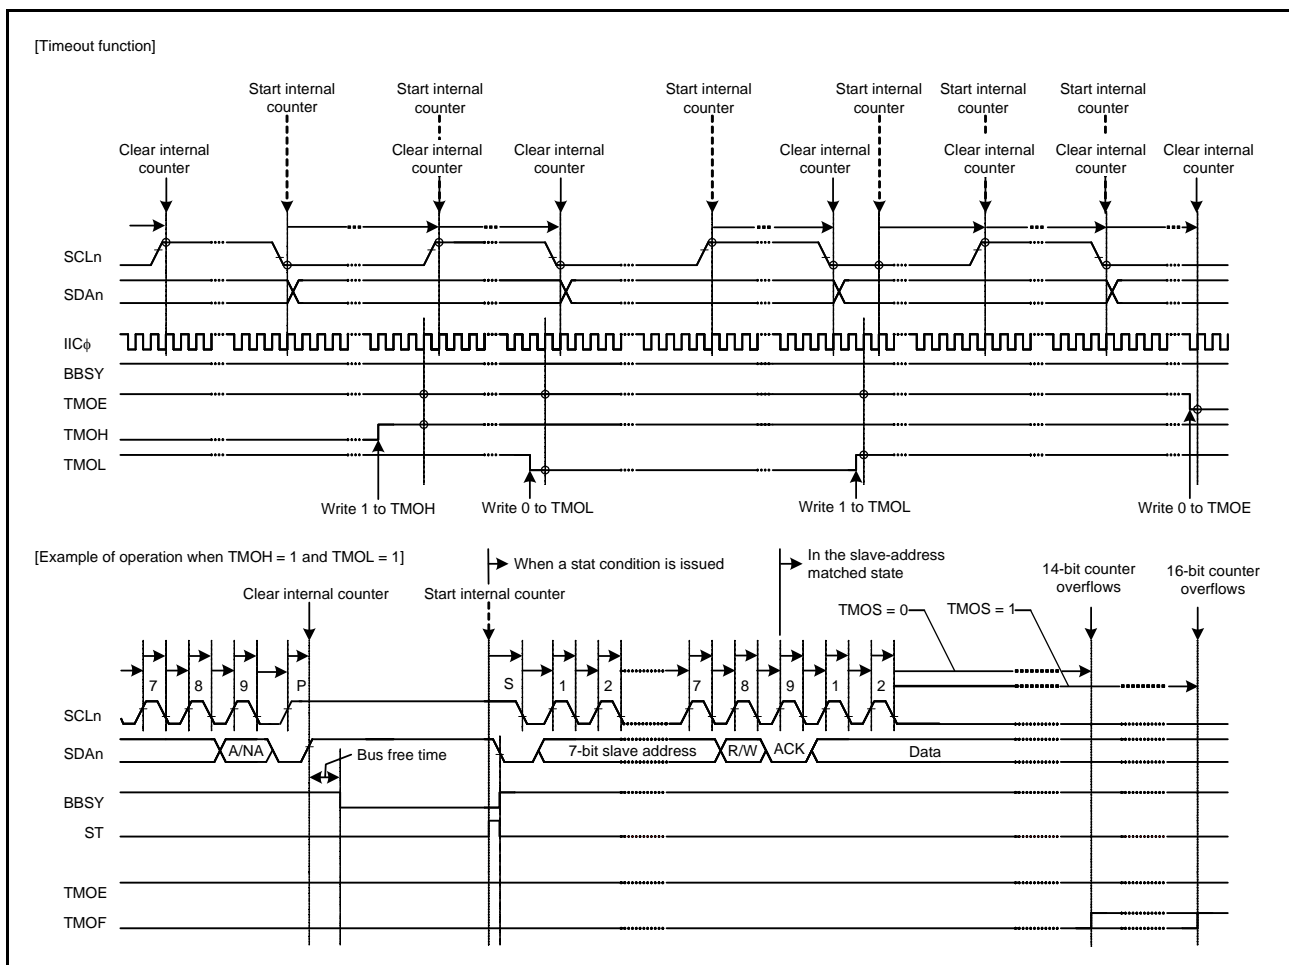 [Timeout function]
Start internal
counter
Start internal
counter
Start internal
counter
Start internal
counter
Start internal
counter
Start internal
counter
Clear internal
counter
Clear internal
counter
Clear internal
counter
Clear internal
counter
Clear internal
counter
Clear internal
counter
Clear internal
counter
SCLn
SDAn
IICφ
BBSY
TMOE
TMOH
TMOL
Write 1 to TMOH
Write 0 to TMOL
Write 1 to TMOL
Write 0 to TMOE
[Example of operation when TMOH = 1 and TMOL = 1]
When a stat condition is issued
In the slave-address
matched state
14-bit counter
overflows
16-bit counter
overflows
Clear internal counter
Start internal counter
TMOS = 0
TMOS = 1
7 8 9 P S 1 2 7 8 9 1 2
SCLn
SDAn
A/NA
7-bit slave address
R/W
ACK
Data
Bus free time
BBSY
ST
TMOE
TMOF